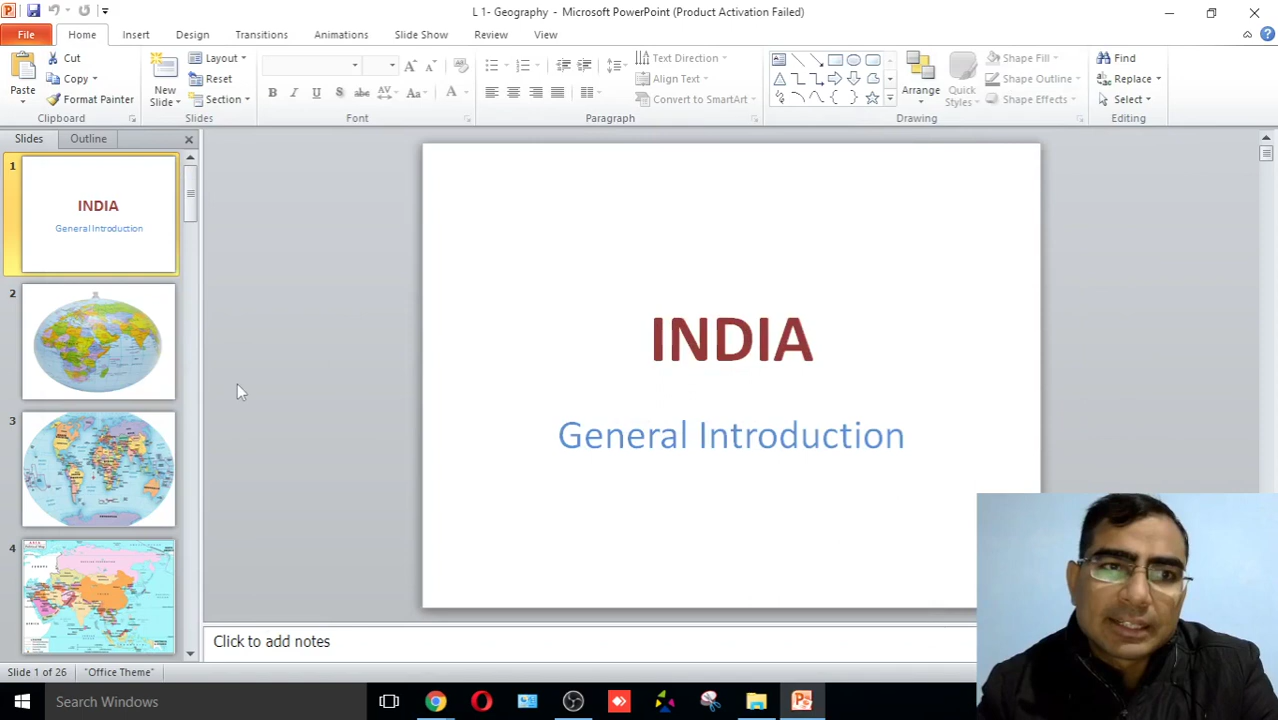 L 1- Geography - Microsoft PowerPoint (Product Activation Failed)
File Home Insert Design Transitions Animations Slide Show Review View
Paste
Cut
Copy
Format Painter
Clipboard
New Slide
Layout
Reset
Section
Slides
Font
Text Direction
Align Text
Convert to SmartArt
Paragraph
Arrange
Quick Styles
Shape Fill
Shape Outline
Shape Effects
Drawing
Find
Replace
Select
Editing
Slides Outline
1
INDIA
General Introduction
2
3
4
INDIA
General Introduction
Click to add notes
Slide 1 of 26 "Office Theme"
Search Windows